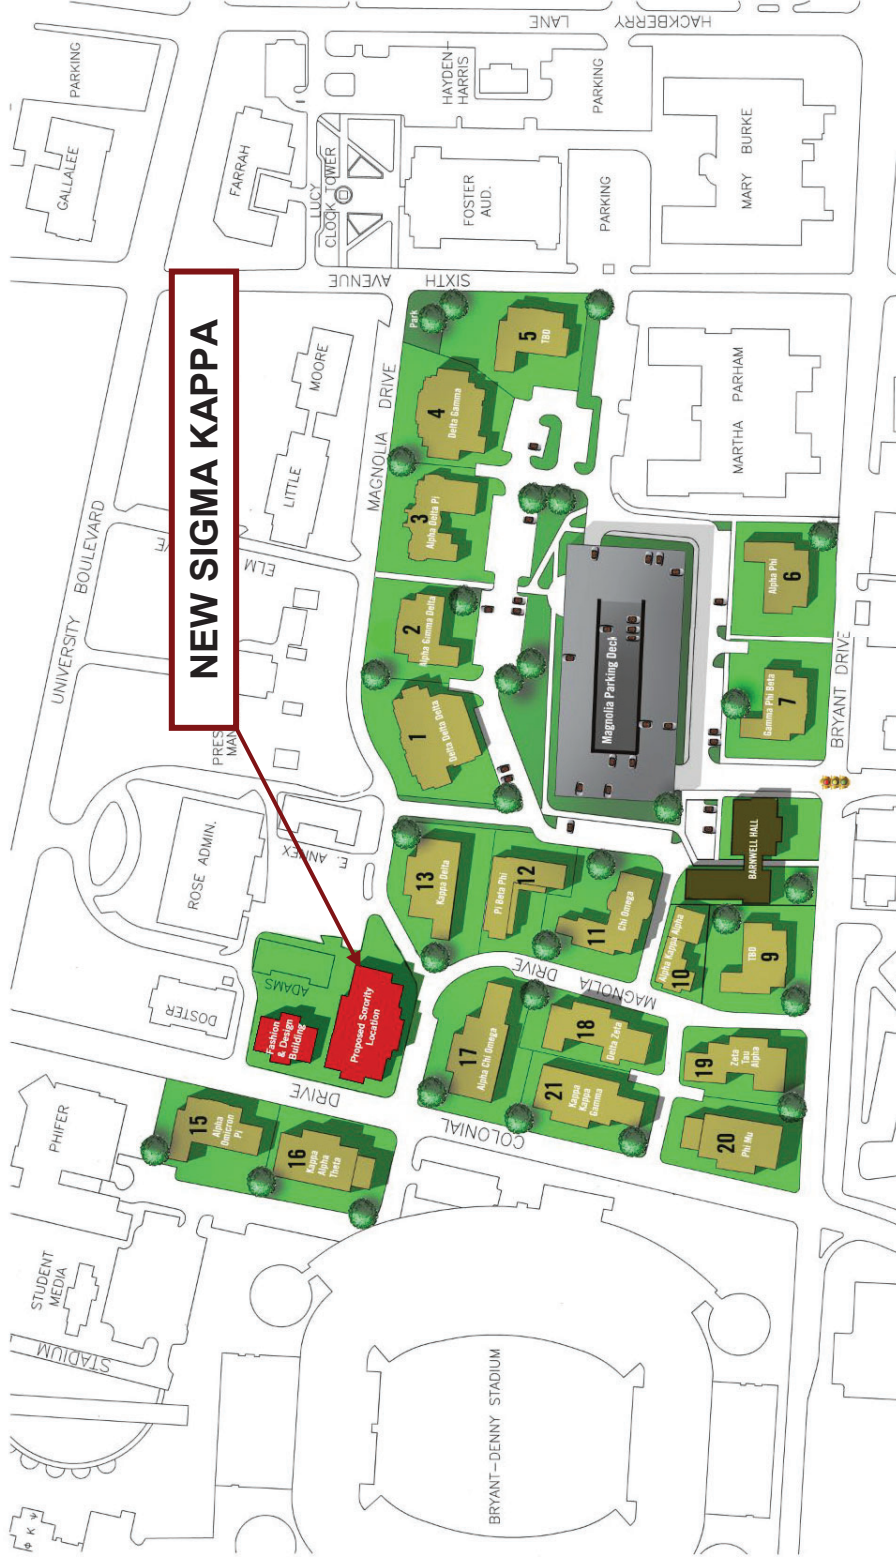 GALLALEE
PARKING
UNIVERSITY BOULEVARD
FARRAH
NEW SIGMA KAPPA
HACKBERRY LANE
HAYDEN-
HARRIS
PARKING
LUCY
CLOCK TOWER
FOSTER
AUD.
PARKING
MARY BURKE
SIXTH AVENUE
MOORE
LITTLE
MAGNOLIA DRIVE
ELM
Park
5
TBD
4
Delta Gamma
3
Alpha Delta Pi
2
Alpha Gamma Delta
1
Delta Delta Delta
MARTHA PARHAM
Magnolia Parking Deck
6
Alpha Phi
7
Gamma Phi Beta
BRYANT DRIVE
PRES
MAN
ROSE ADMIN.
E. ANNEX
DOSTER
ADAMS
Fashion
& Design
Building
Proposed Sorority
Location
DRIVE
13
Kappa Delta
12
Pi Beta Phi
11
Chi Omega
BARNWELL HALL
10
Alpha Kappa Alpha
9
TBD
MAGNOLIA DRIVE
17
Alpha Chi Omega
18
Delta Zeta
21
Kappa
Kappa
Gamma
19
Zeta
Tau
Alpha
20
Phi Mu
COLONIAL
15
Alpha
Omicron
Pi
16
Kappa
Alpha
Theta
PHIFER
STUDENT
MEDIA
STADIUM
BRYANT-DENNY STADIUM
Φ Κ Ψ